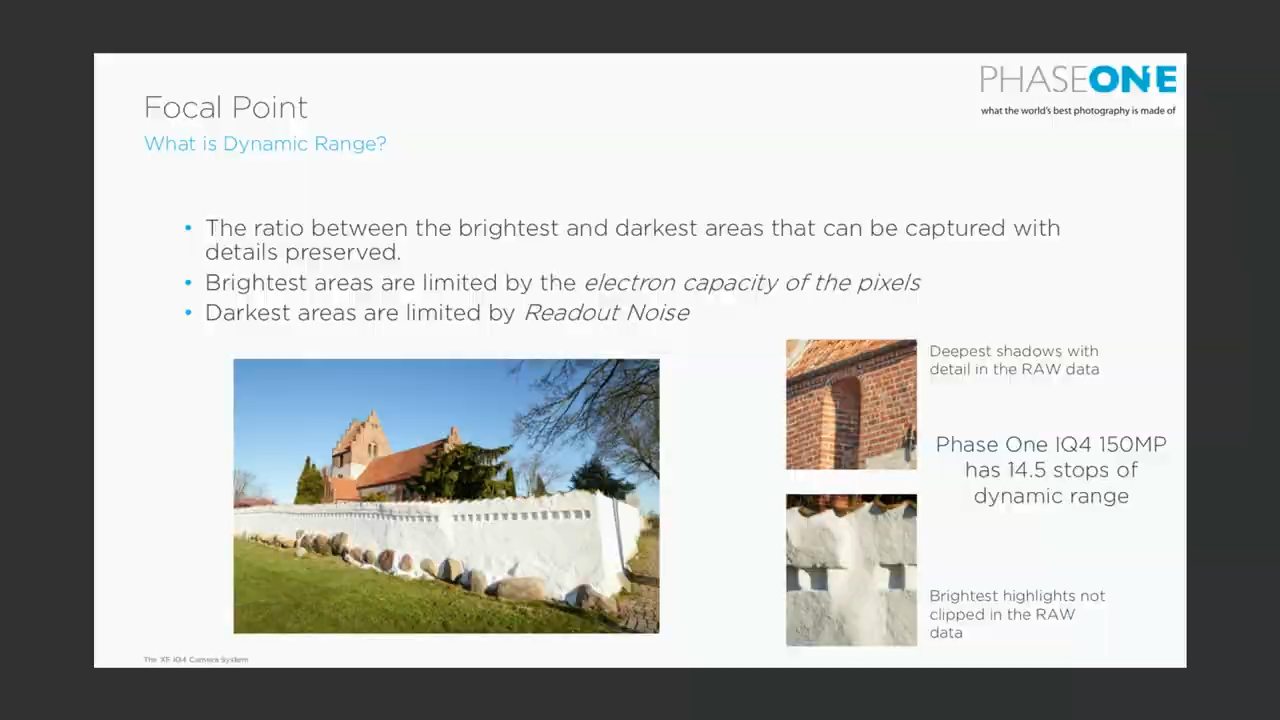 PHASEONE
what the world's best photography is made of
Focal Point
What is Dynamic Range?
• The ratio between the brightest and darkest areas that can be captured with
details preserved.
• Brightest areas are limited by the electron capacity of the pixels
• Darkest areas are limited by Readout Noise
Deepest shadows with
detail in the RAW data
Phase One IQ4 150MP
has 14.5 stops of
dynamic range
Brightest highlights not
clipped in the RAW
data
The XF IQ4 Camera System